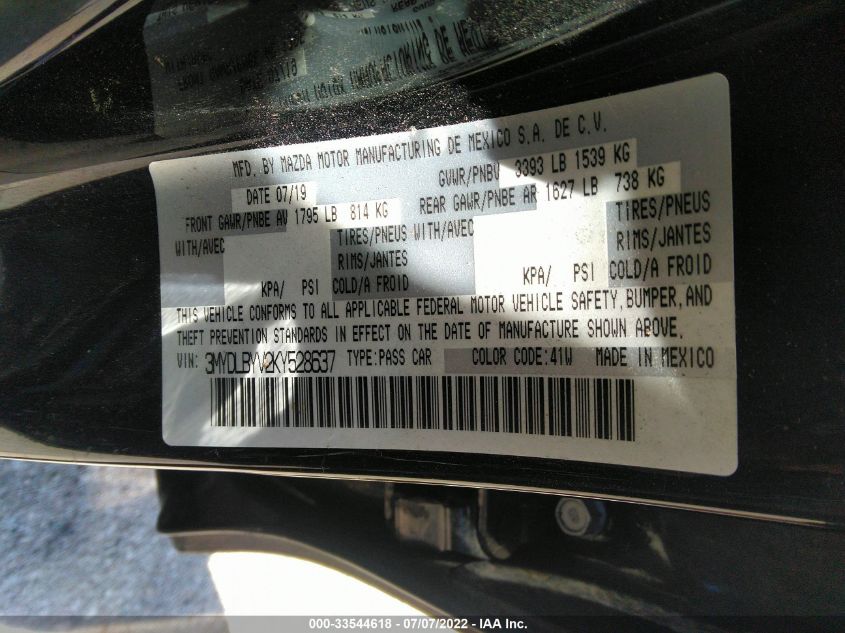 MFD. BY MAZDA MOTOR MANUFACTURING DE MEXICO S.A. DE C.V.
DATE 07/19 GVWR/PNBV 3393 LB 1539 KG
FRONT GAWR/PNBE AV 1795 LB 814 KG REAR GAWR/PNBE AR 1627 LB 738 KG
WITH/AVEC TIRES/PNEUS WITH/AVEC TIRES/PNEUS
RIMS/JANTES RIMS/JANTES
KPA/ PSI COLD/A FROID KPA/ PSI COLD/A FROID
THIS VEHICLE CONFORMS TO ALL APPLICABLE FEDERAL MOTOR VEHICLE SAFETY, BUMPER, AND
THEFT PREVENTION STANDARDS IN EFFECT ON THE DATE OF MANUFACTURE SHOWN ABOVE.
VIN: 3MYDLBYV2KY528537 TYPE:PASS CAR COLOR CODE:41W MADE IN MEXICO
000-33544618 - 07/07/2022 - IAA Inc.